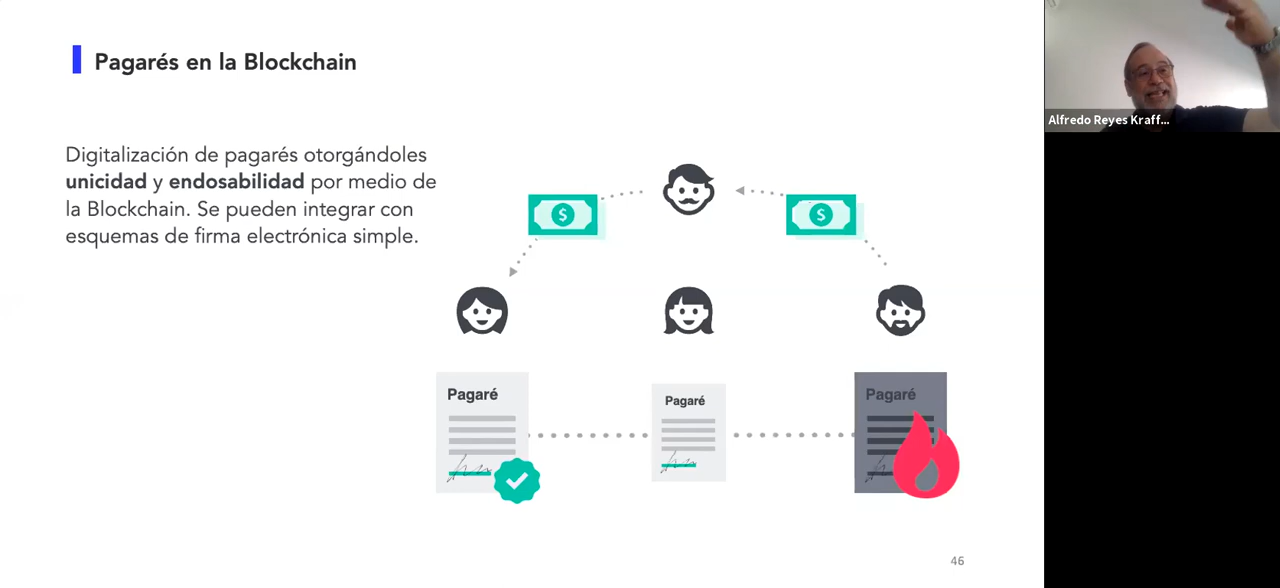 Pagarés en la Blockchain
Digitalización de pagarés otorgándoles
unicidad y endosabilidad por medio de
la Blockchain. Se pueden integrar con
esquemas de firma electrónica simple.
$
$
Pagaré
Pagaré
Pagaré
46
Alfredo Reyes Kraff...